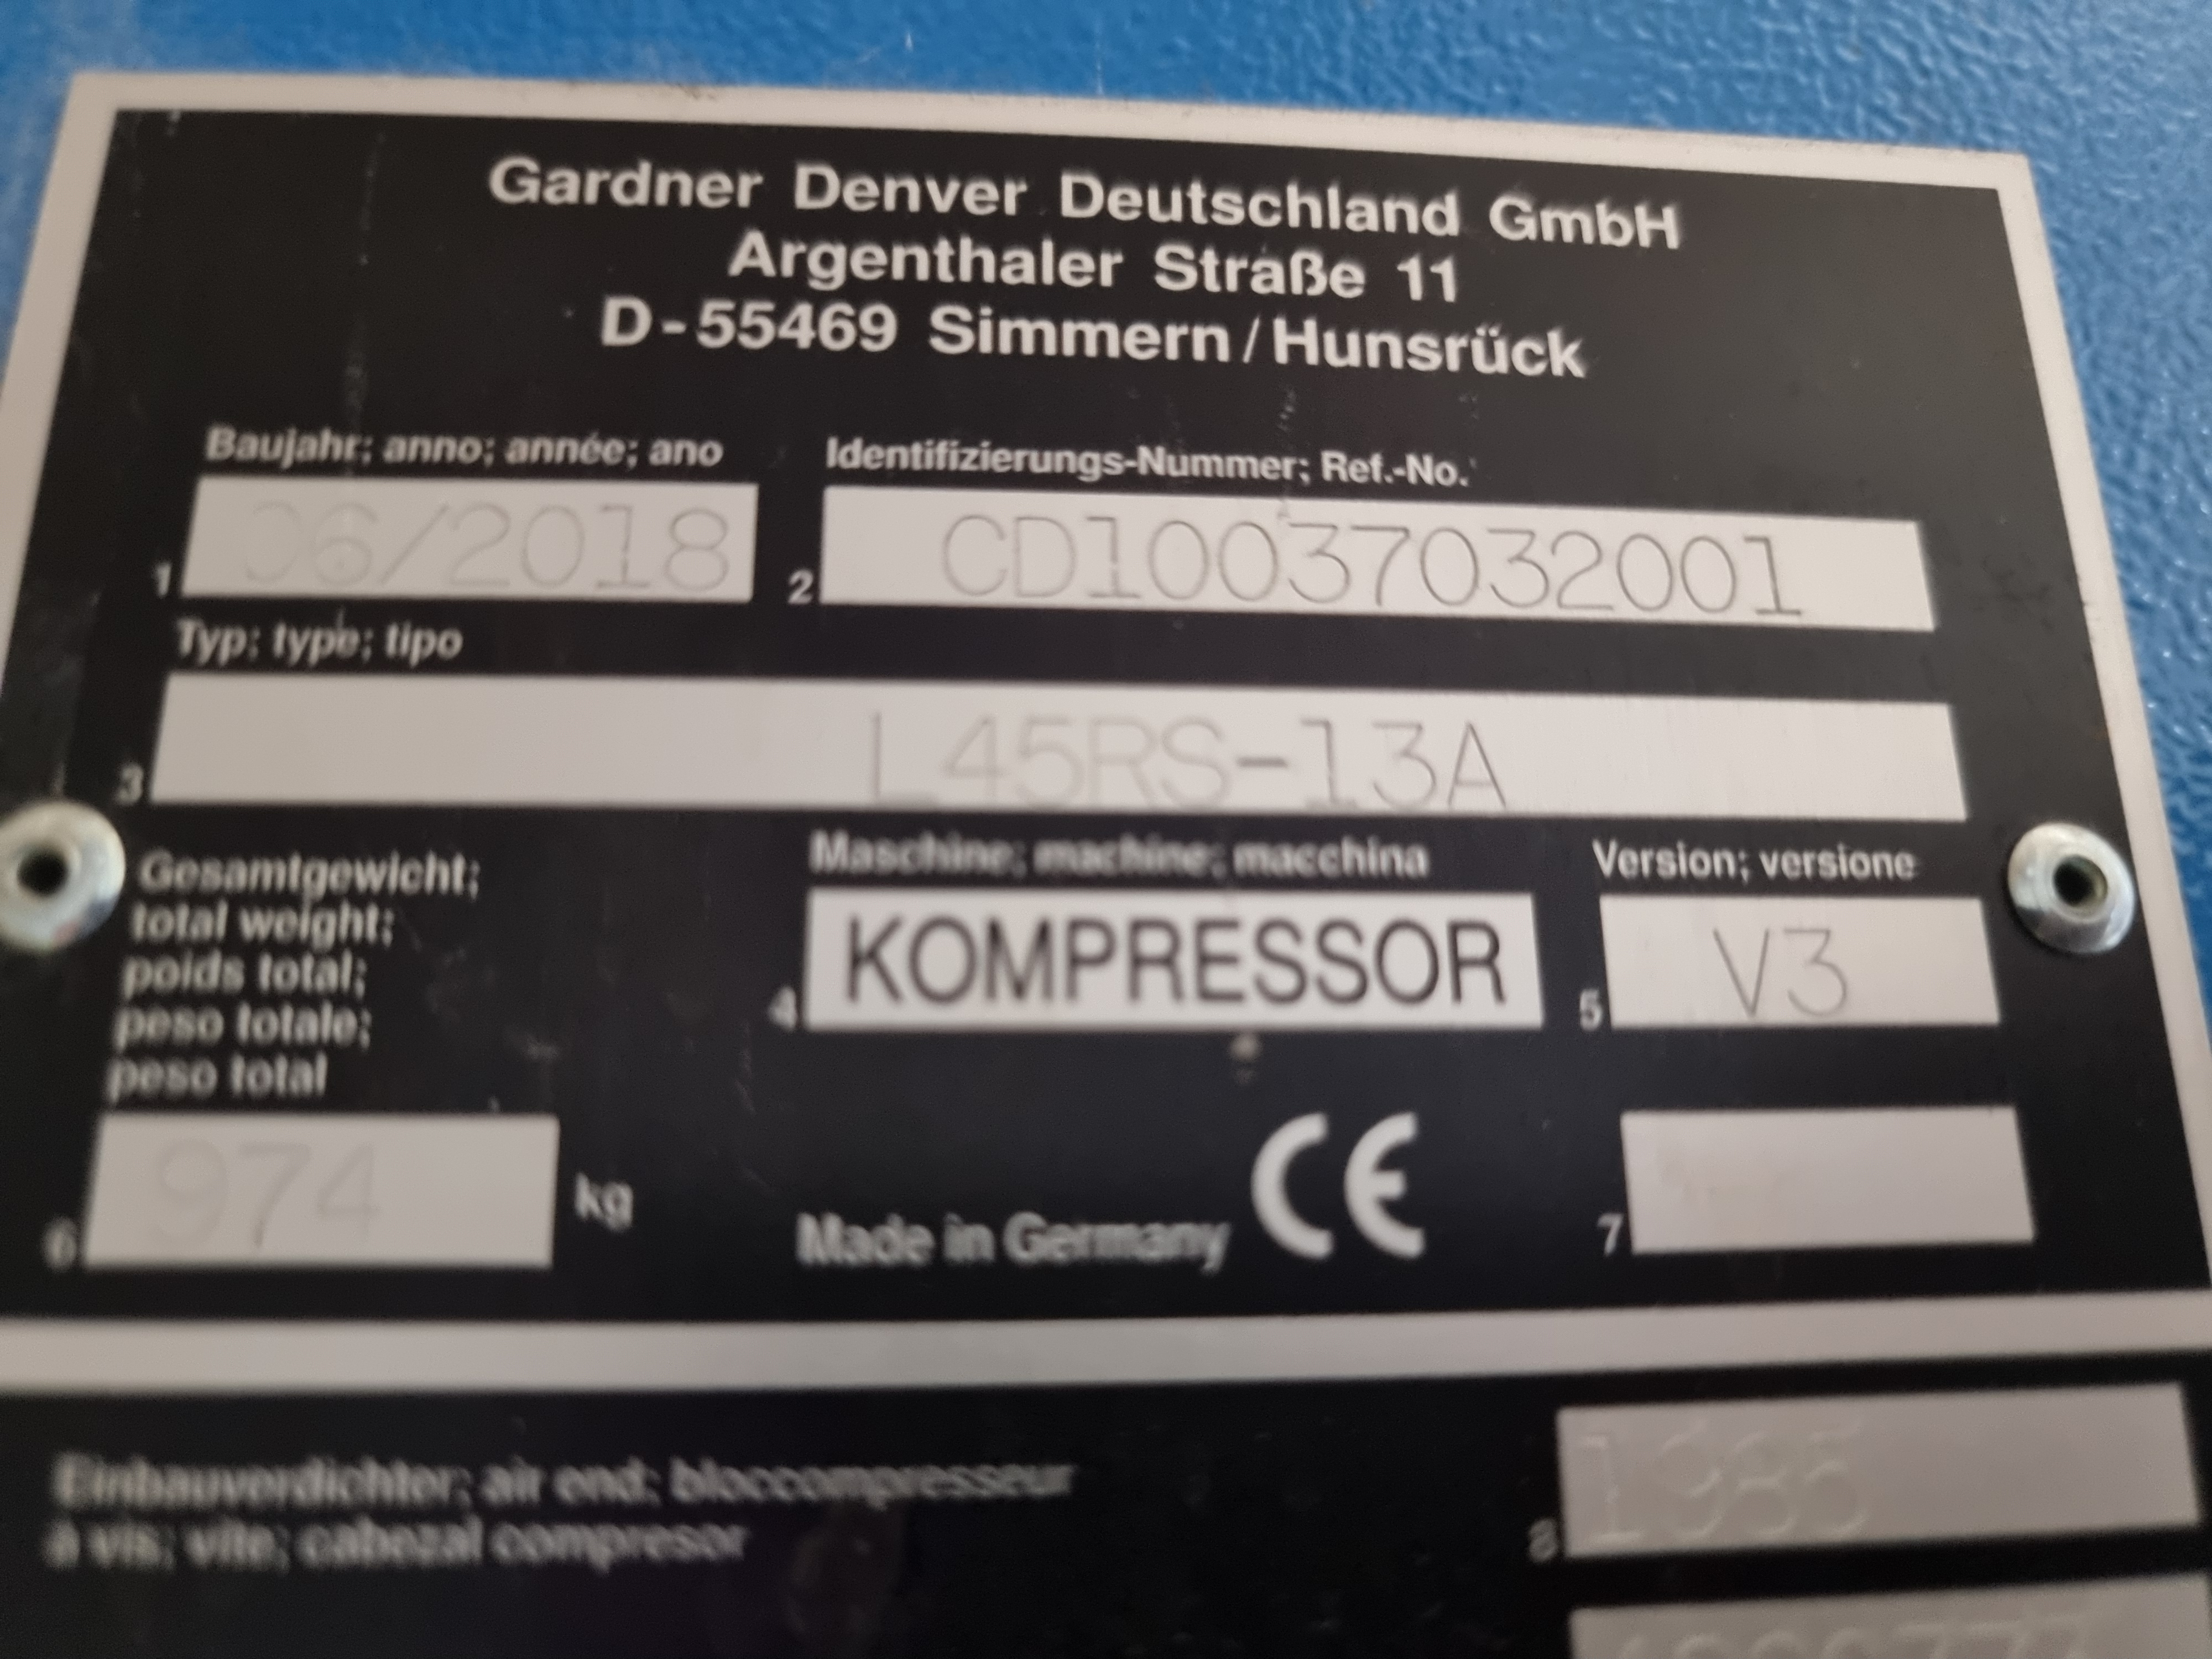 Gardner Denver Deutschland GmbH
Argenthaler Straße 11
D-55469 Simmern/Hunsrück
Baujahr; anno; année; ano
Identifizierungs-Nummer; Ref.-No.
1 06/2018
2 CD10037032001
Typ; type; tipo
3 L45RS-13A
Gesamtgewicht;
total weight;
poids total;
peso totale;
peso total
Maschine; machine; macchina
Version; versione
4 KOMPRESSOR
5 V3
6 974 kg
Made in Germany CE
7
Einbauverdichter; air end; bloccompresseur
à vis; vite; cabezal compresor
8